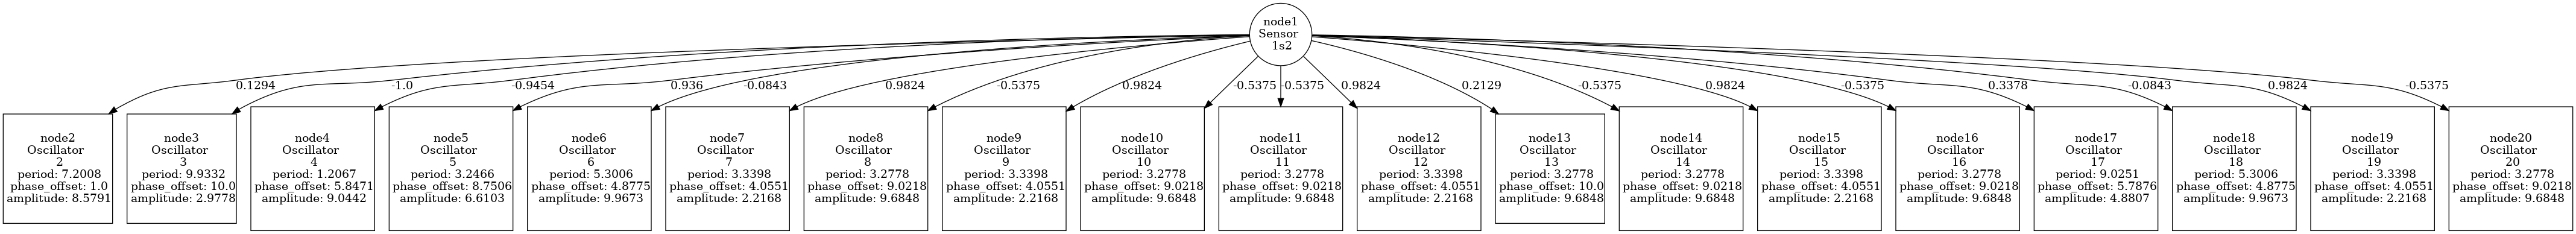 node1
Sensor
1s2
0.1294
-1.0
-0.9454
0.936
-0.0843
0.9824
-0.5375
0.9824
-0.5375
-0.5375
0.9824
0.2129
-0.5375
0.9824
-0.5375
0.3378
-0.0843
0.9824
-0.5375
node2
Oscillator
2
period: 7.2008
phase_offset: 1.0
amplitude: 8.5791
node3
Oscillator
3
period: 9.9332
phase_offset: 10.0
amplitude: 2.9778
node4
Oscillator
4
period: 1.2067
phase_offset: 5.8471
amplitude: 9.0442
node5
Oscillator
5
period: 3.2466
phase_offset: 8.7506
amplitude: 6.6103
node6
Oscillator
6
period: 5.3006
phase_offset: 4.8775
amplitude: 9.9673
node7
Oscillator
7
period: 3.3398
phase_offset: 4.0551
amplitude: 2.2168
node8
Oscillator
8
period: 3.2778
phase_offset: 9.0218
amplitude: 9.6848
node9
Oscillator
9
period: 3.3398
phase_offset: 4.0551
amplitude: 2.2168
node10
Oscillator
10
period: 3.2778
phase_offset: 9.0218
amplitude: 9.6848
node11
Oscillator
11
period: 3.2778
phase_offset: 9.0218
amplitude: 9.6848
node12
Oscillator
12
period: 3.3398
phase_offset: 4.0551
amplitude: 2.2168
node13
Oscillator
13
period: 3.2778
phase_offset: 10.0
amplitude: 9.6848
node14
Oscillator
14
period: 3.2778
phase_offset: 9.0218
amplitude: 9.6848
node15
Oscillator
15
period: 3.3398
phase_offset: 4.0551
amplitude: 2.2168
node16
Oscillator
16
period: 3.2778
phase_offset: 9.0218
amplitude: 9.6848
node17
Oscillator
17
period: 9.0251
phase_offset: 5.7876
amplitude: 4.8807
node18
Oscillator
18
period: 5.3006
phase_offset: 4.8775
amplitude: 9.9673
node19
Oscillator
19
period: 3.3398
phase_offset: 4.0551
amplitude: 2.2168
node20
Oscillator
20
period: 3.2778
phase_offset: 9.0218
amplitude: 9.6848